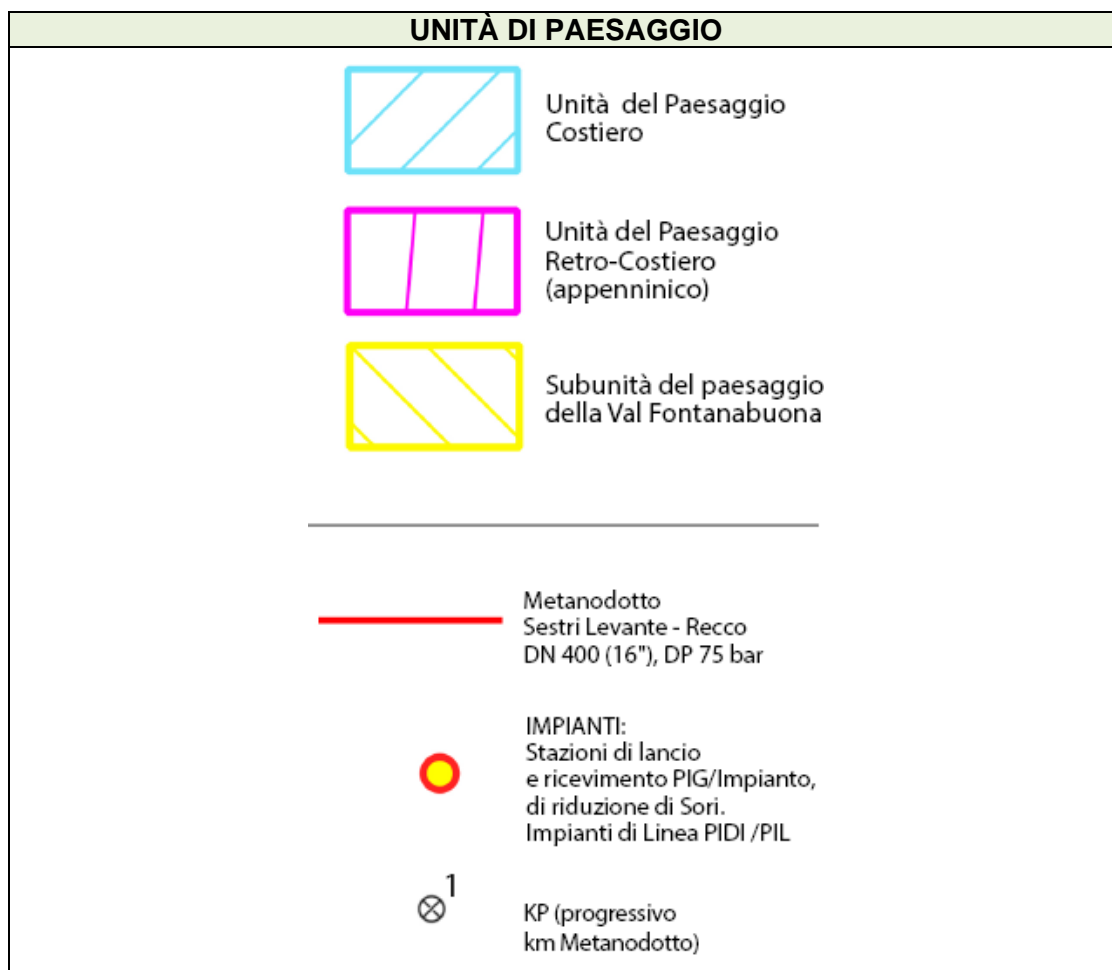 UNITÀ DI PAESAGGIO
Unità del Paesaggio
Costiero
Unità del Paesaggio
Retro-Costiero
(appenninico)
Subunità del paesaggio
della Val Fontanabuona
Metanodotto
Sestri Levante - Recco
DN 400 (16"), DP 75 bar
IMPIANTI:
Stazioni di lancio
e ricevimento PIG/Impianto,
di riduzione di Sori.
Impianti di Linea PIDI /PIL
1
KP (progressivo
km Metanodotto)